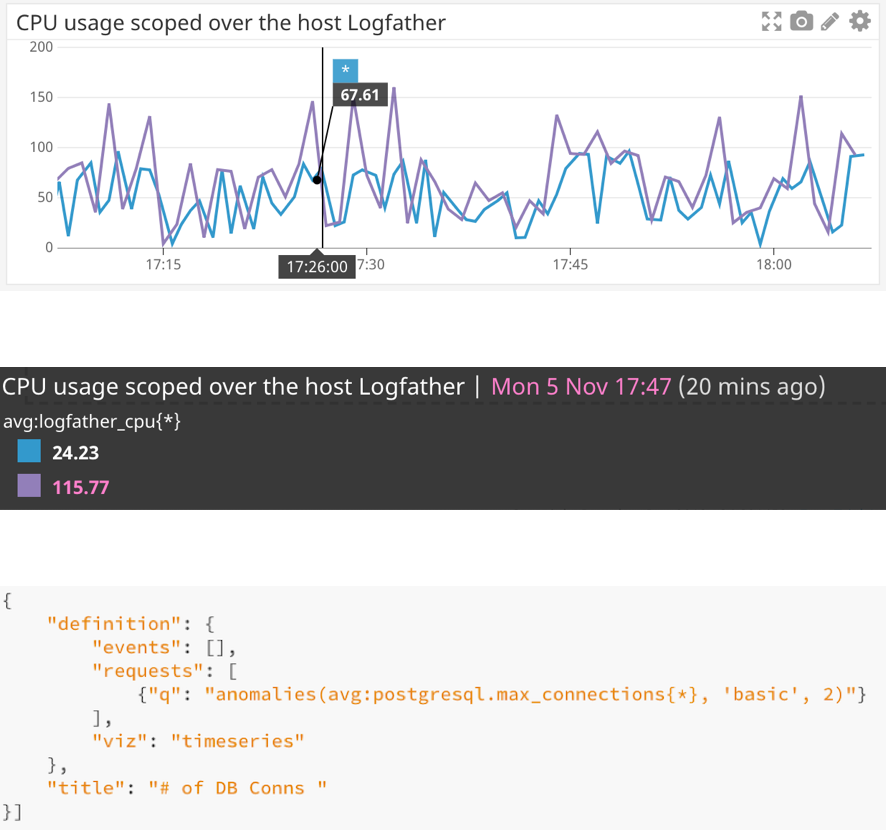 CPU usage scoped over the host Logfather
200
*
67.61
150
100
50
0
17:15
17:26:00
7:30
17:45
18:00
CPU usage scoped over the host Logfather | Mon 5 Nov 17:47 (20 mins ago)
avg:logfather_cpu{*}
24.23
115.77
{
"definition": {
"events": [],
"requests": [
{"q": "anomalies(avg:postgresql.max_connections{*}, 'basic', 2)"}
],
"viz": "timeseries"
},
"title": "# of DB Conns "
}]